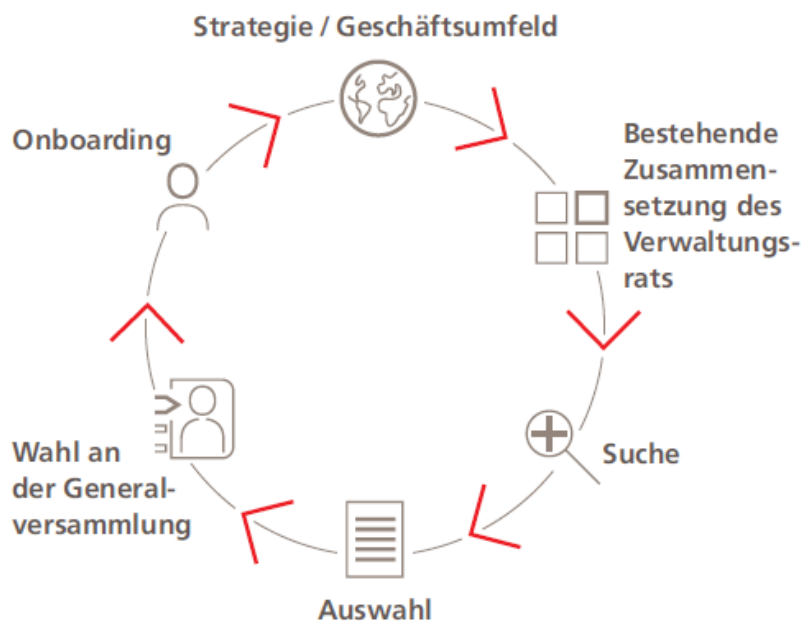 Strategie / Geschäftsumfeld
Bestehende
Zusammen-
setzung des
Verwaltungs-
rats
Suche
Auswahl
Wahl an
der General-
versammlung
Onboarding